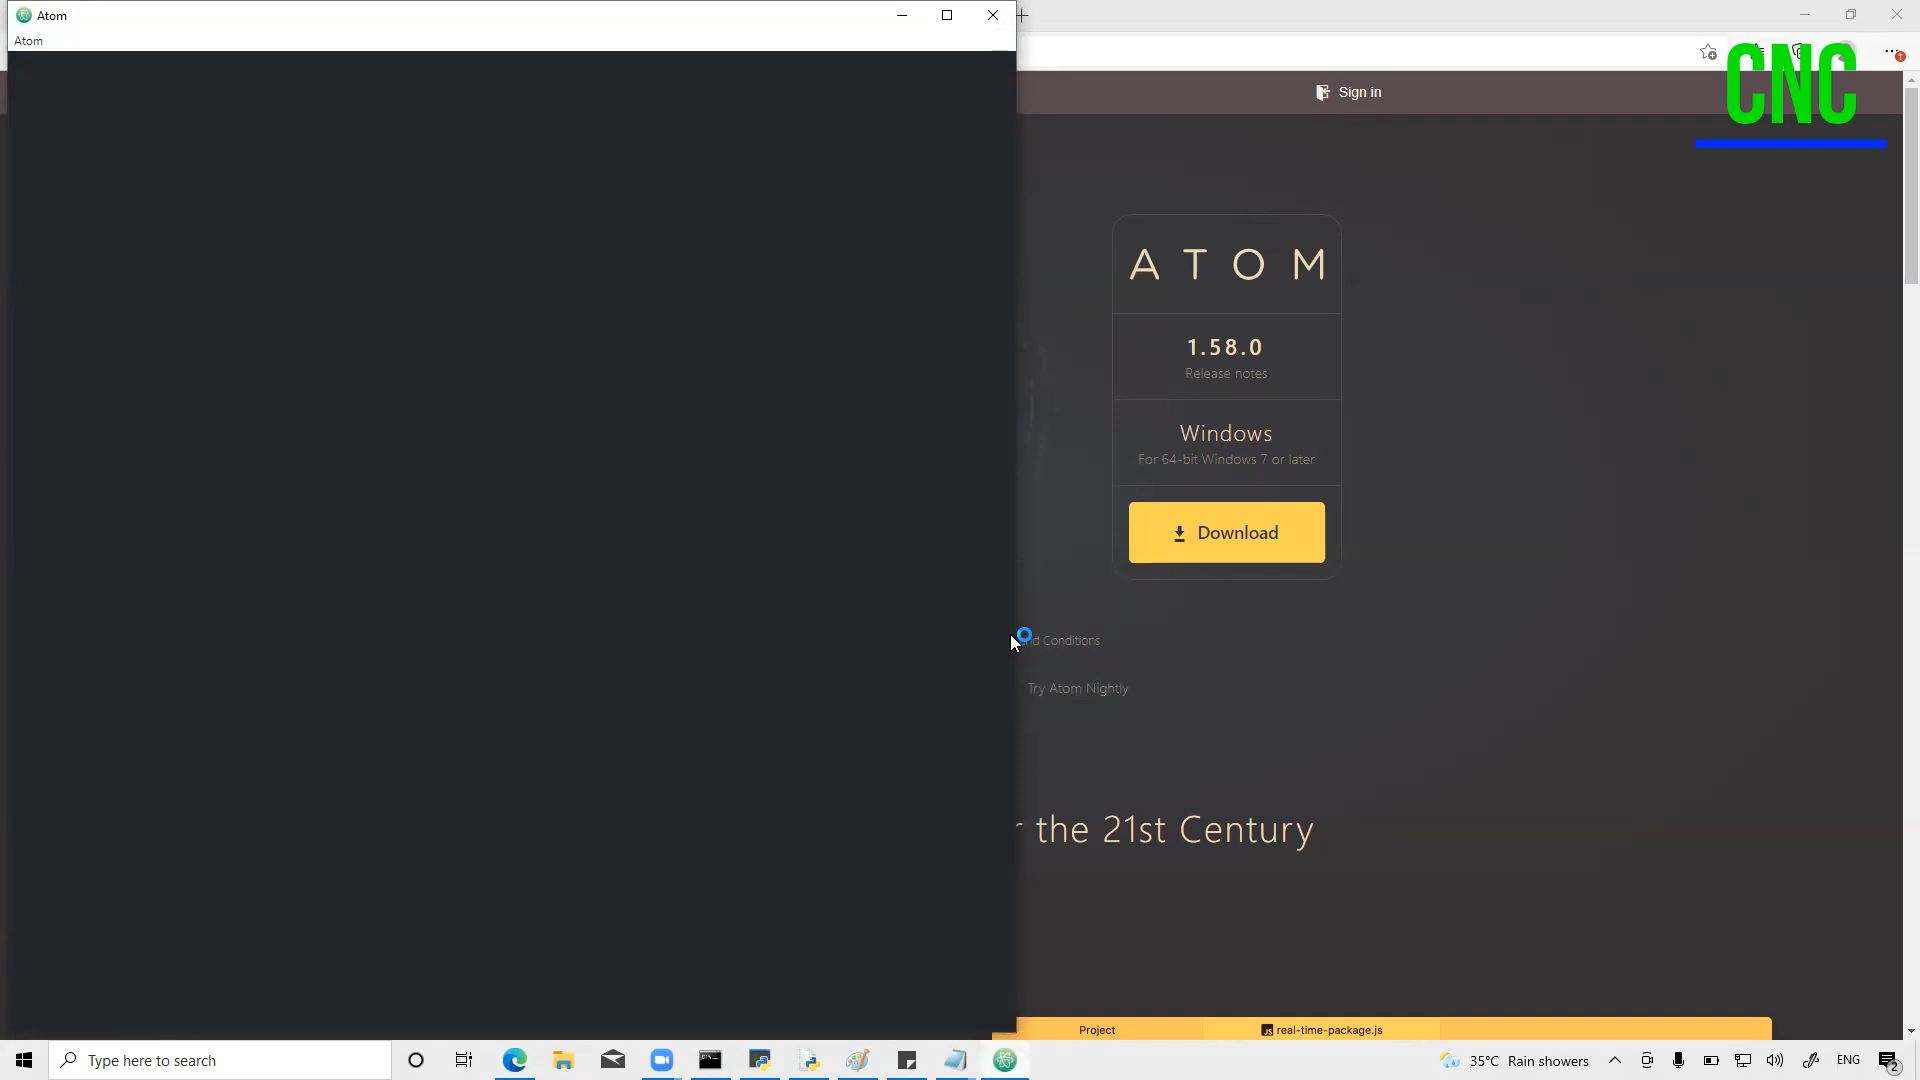 Atom
Atom
CNC
Sign in
ATOM
1.58.0
Release notes
Windows
For 64-bit Windows 7 or later
Download
nd Conditions
Try Atom Nightly
r the 21st Century
Project
real-time-package.js
Type here to search
35°C Rain showers
ENG
2